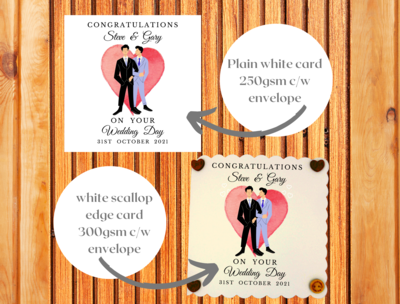 CONGRATULATIONS
Steve & Gary
ON YOUR
Wedding Day
31ST OCTOBER 2021
Plain white card
250gsm c/w
envelope
white scallop
edge card
300gsm c/w
envelope
CONGRATULATIONS
Steve & Gary
ON YOUR
Wedding Day
31ST OCTOBER 2021